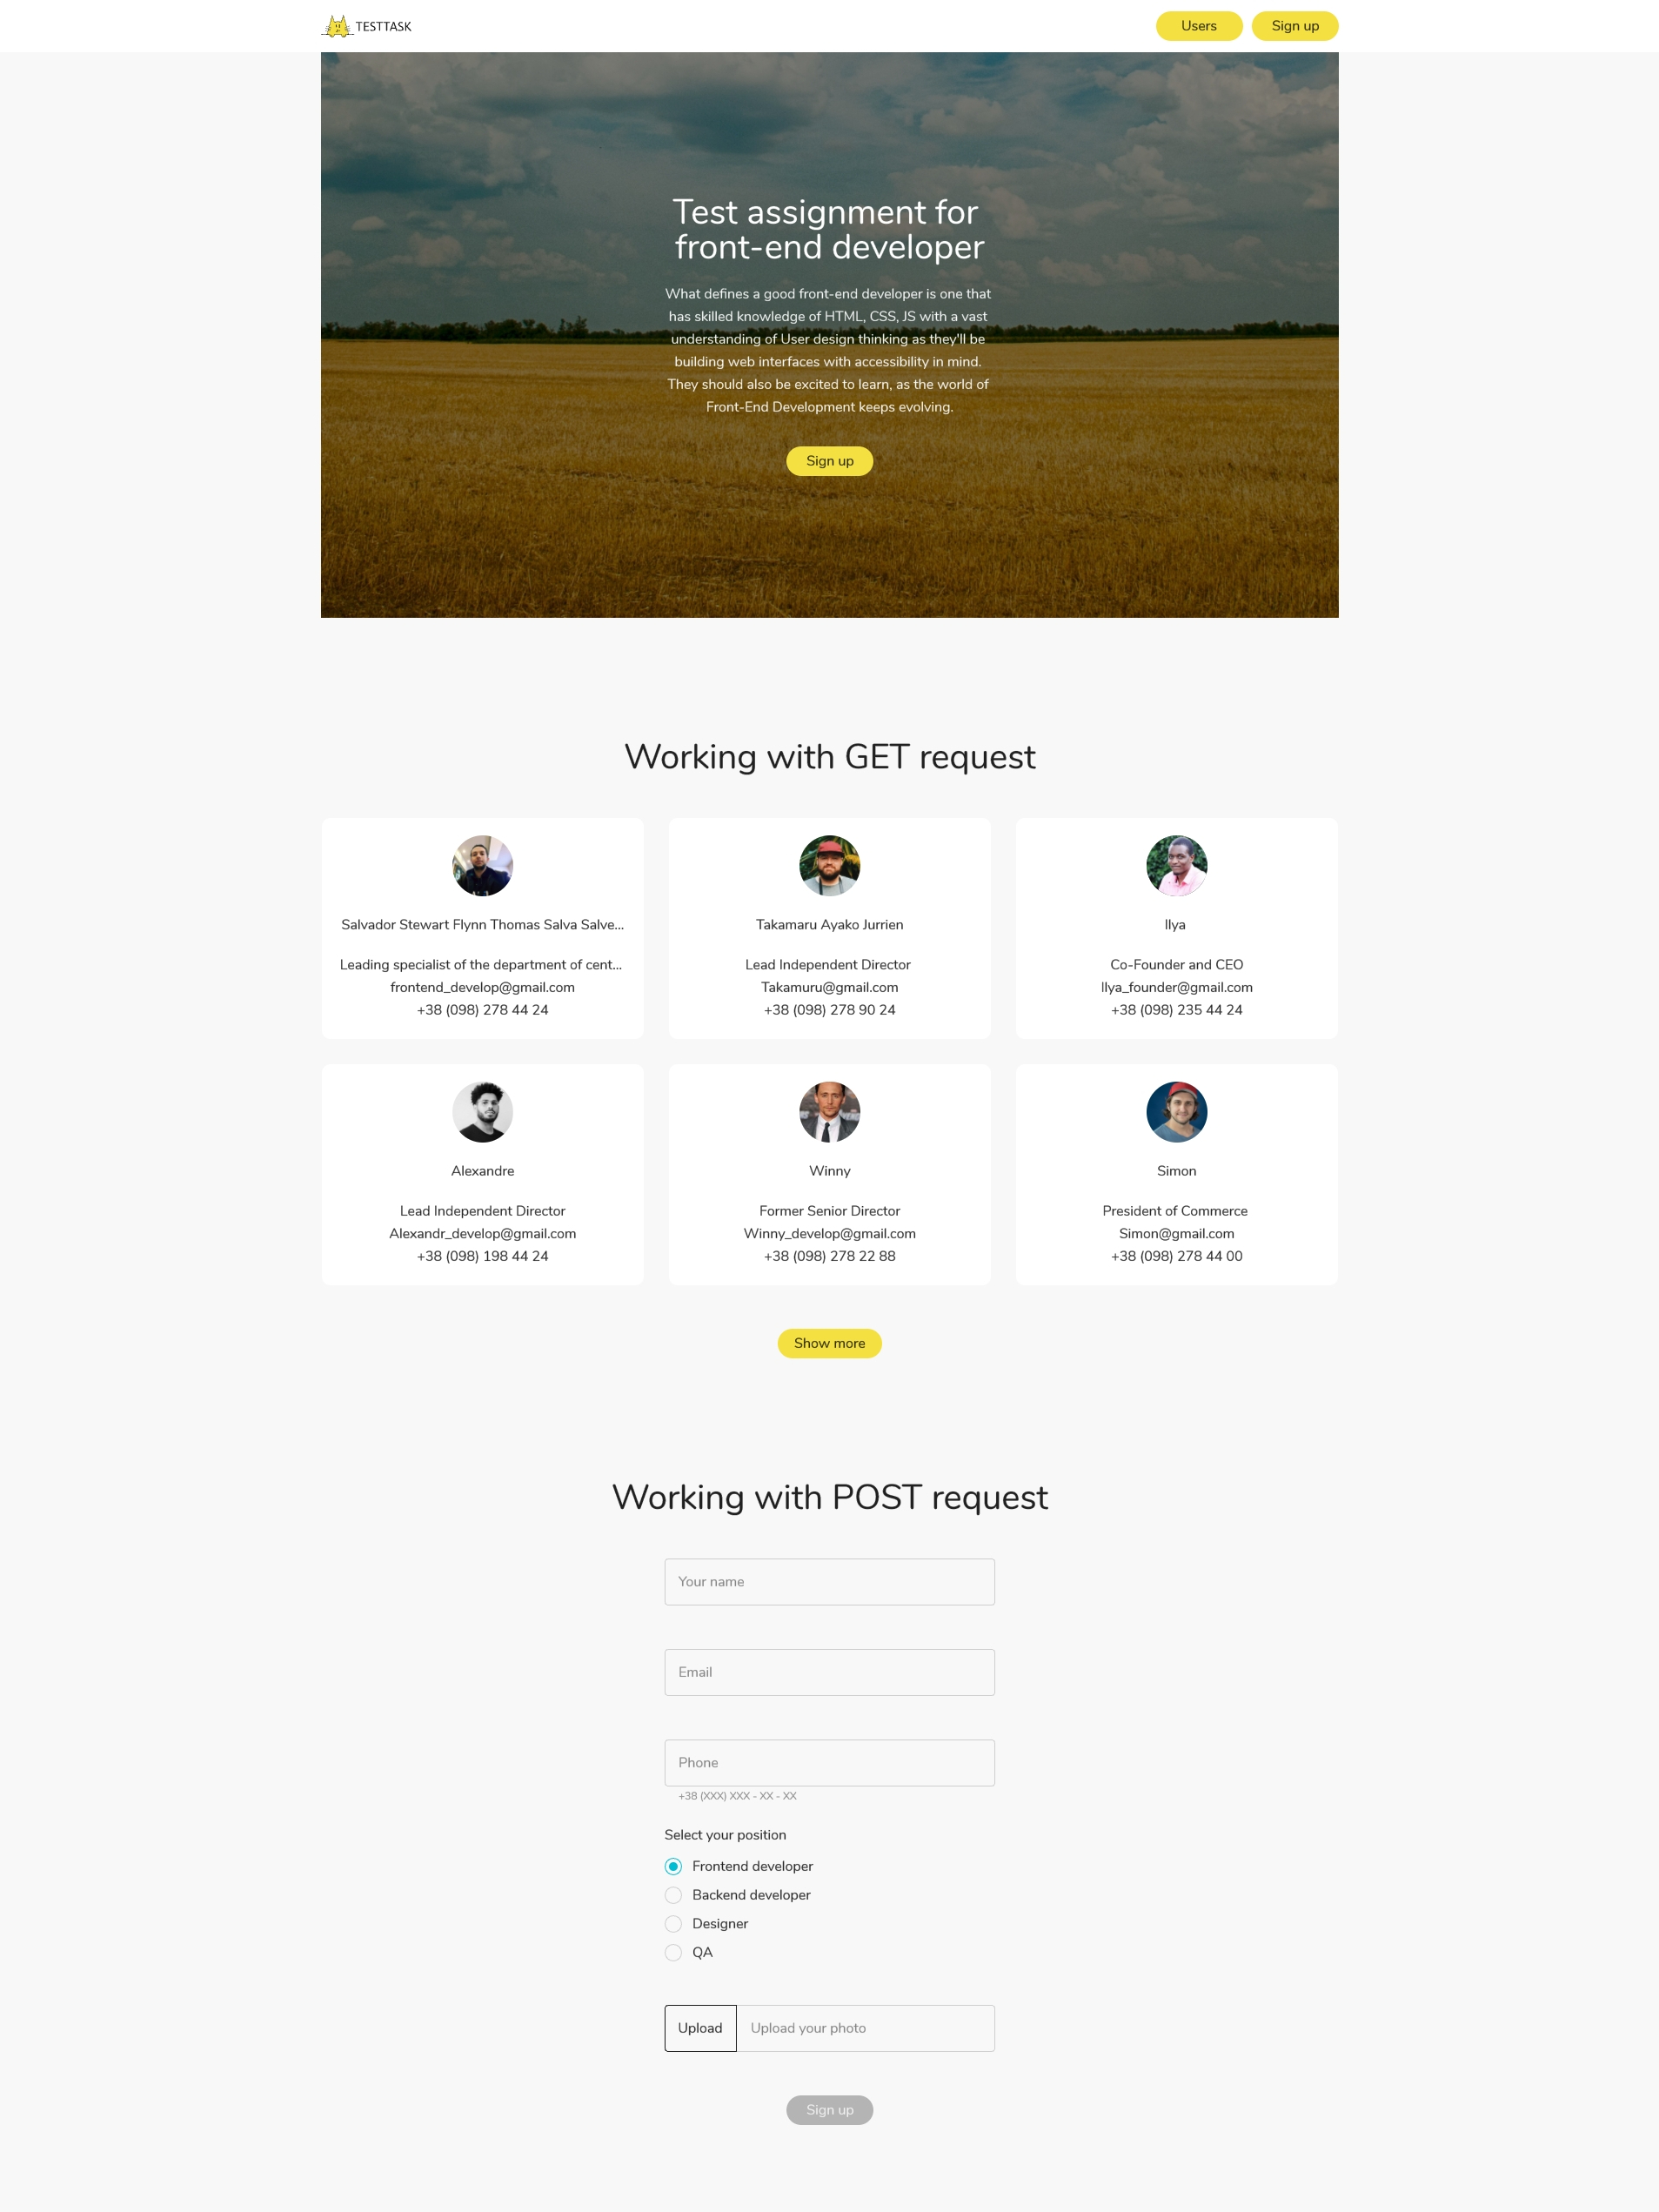 TESTTASK
Users
Sign up
Test assignment for
front-end developer
What defines a good front-end developer is one that
has skilled knowledge of HTML, CSS, JS with a vast
understanding of User design thinking as they'll be
building web interfaces with accessibility in mind.
They should also be excited to learn, as the world of
Front-End Development keeps evolving.
Sign up
Working with GET request
Salvador Stewart Flynn Thomas Salva Salve...
Leading specialist of the department of cent...
frontend_develop@gmail.com
+38 (098) 278 44 24
Takamaru Ayako Jurrien
Lead Independent Director
Takamuru@gmail.com
+38 (098) 278 90 24
Ilya
Co-Founder and CEO
Ilya_founder@gmail.com
+38 (098) 235 44 24
Alexandre
Lead Independent Director
Alexandr_develop@gmail.com
+38 (098) 198 44 24
Winny
Former Senior Director
Winny_develop@gmail.com
+38 (098) 278 22 88
Simon
President of Commerce
Simon@gmail.com
+38 (098) 278 44 00
Show more
Working with POST request
Your name
Email
Phone
+38 (XXX) XXX - XX - XX
Select your position
Frontend developer
Backend developer
Designer
QA
Upload
Upload your photo
Sign up